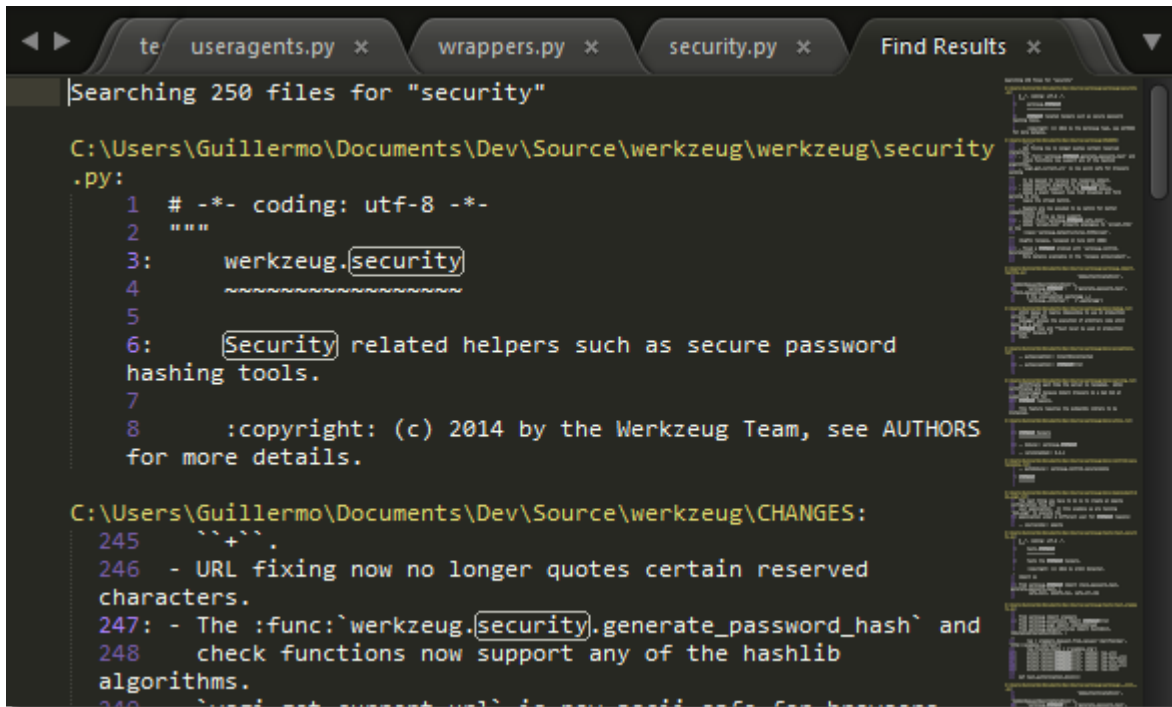 te useragents.py × wrappers.py × security.py × Find Results ×
Searching 250 files for "security"
C:\Users\Guillermo\Documents\Dev\Source\werkzeug\werkzeug\security
.py:
1 # -*- coding: utf-8 -*-
2 """
3: werkzeug.security
4 ~~~~~~~~~~~~~~~~~
5
6: Security related helpers such as secure password
hashing tools.
7
8 :copyright: (c) 2014 by the Werkzeug Team, see AUTHORS
for more details.
C:\Users\Guillermo\Documents\Dev\Source\werkzeug\CHANGES:
245 ``+``.
246 - URL fixing now no longer quotes certain reserved
characters.
247: - The :func:`werkzeug.security.generate_password_hash` and
248 check functions now support any of the hashlib
algorithms.